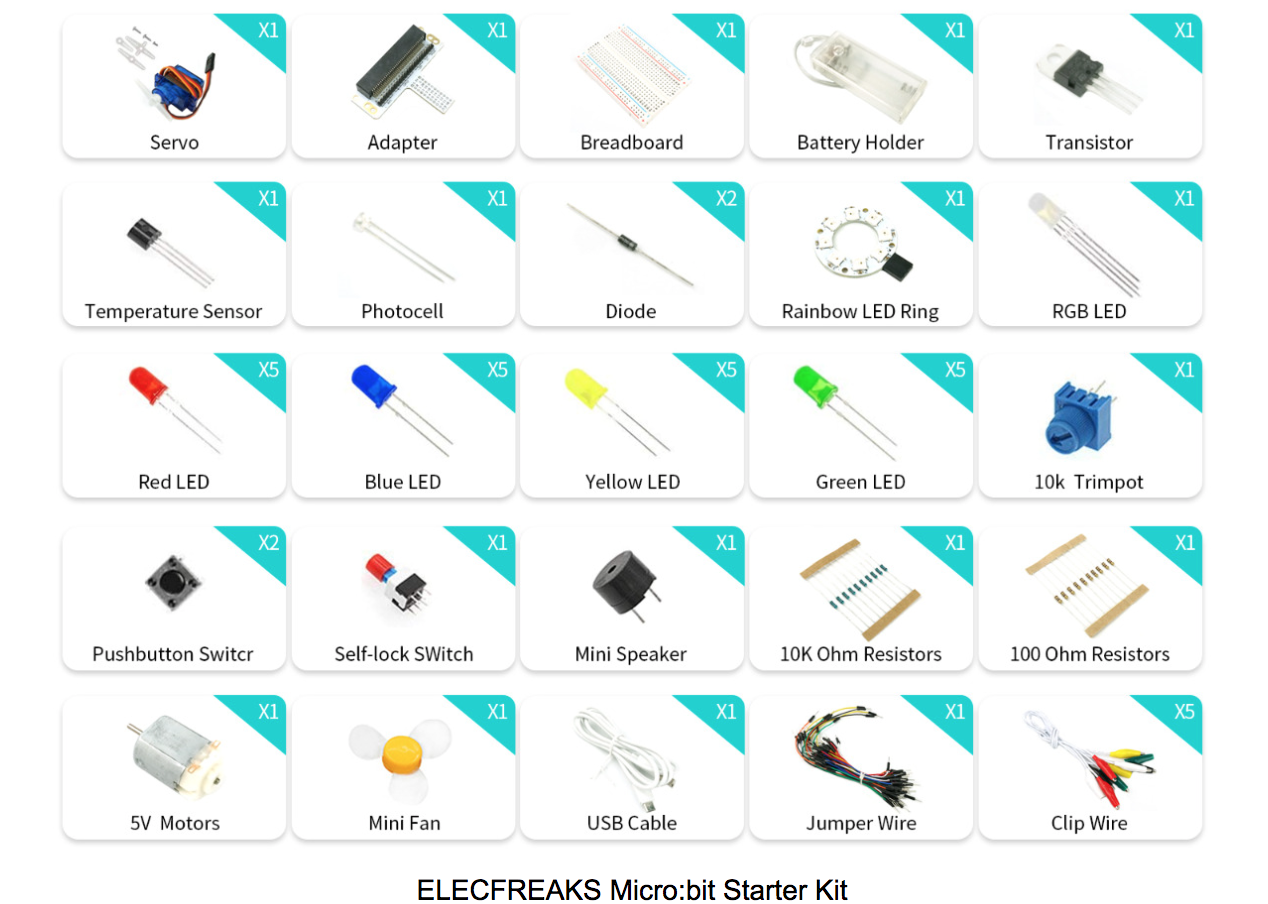 X1 X1 X1 X1 X1
Servo Adapter Breadboard Battery Holder Transistor
X1 X1 X2 X1 X1
Temperature Sensor Photocell Diode Rainbow LED Ring RGB LED
X5 X5 X5 X5 X1
Red LED Blue LED Yellow LED Green LED 10k Trimpot
X2 X1 X1 X1 X1
Pushbutton Switcr Self-lock SWitch Mini Speaker 10K Ohm Resistors 100 Ohm Resistors
X1 X1 X1 X1 X5
5V Motors Mini Fan USB Cable Jumper Wire Clip Wire
ELECFREAKS Micro:bit Starter Kit